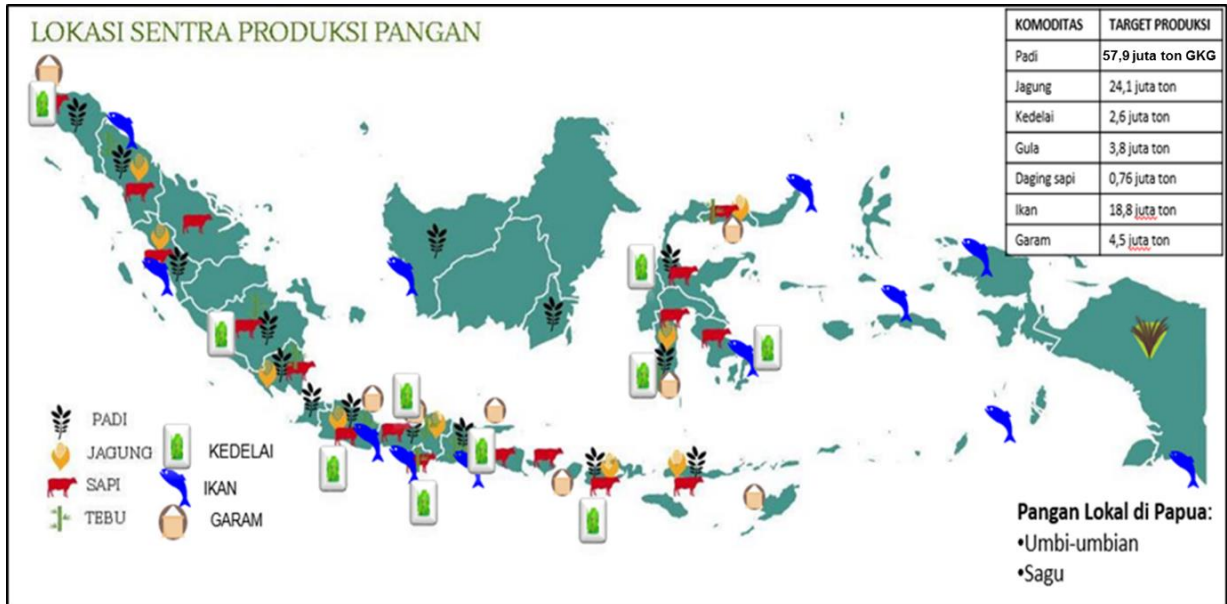 LOKASI SENTRA PRODUKSI PANGAN
KOMODITAS TARGET PRODUKSI
Padi 57,9 juta ton GKG
Jagung 24,1 juta ton
Kedelai 2,6 juta ton
Gula 3,8 juta ton
Daging sapi 0,76 juta ton
Ikan 18,8 juta ton
Garam 4,5 juta ton
PADI
JAGUNG
SAPI
TEBU
KEDELAI
IKAN
GARAM
Pangan Lokal di Papua:
•Umbi-umbian
•Sagu